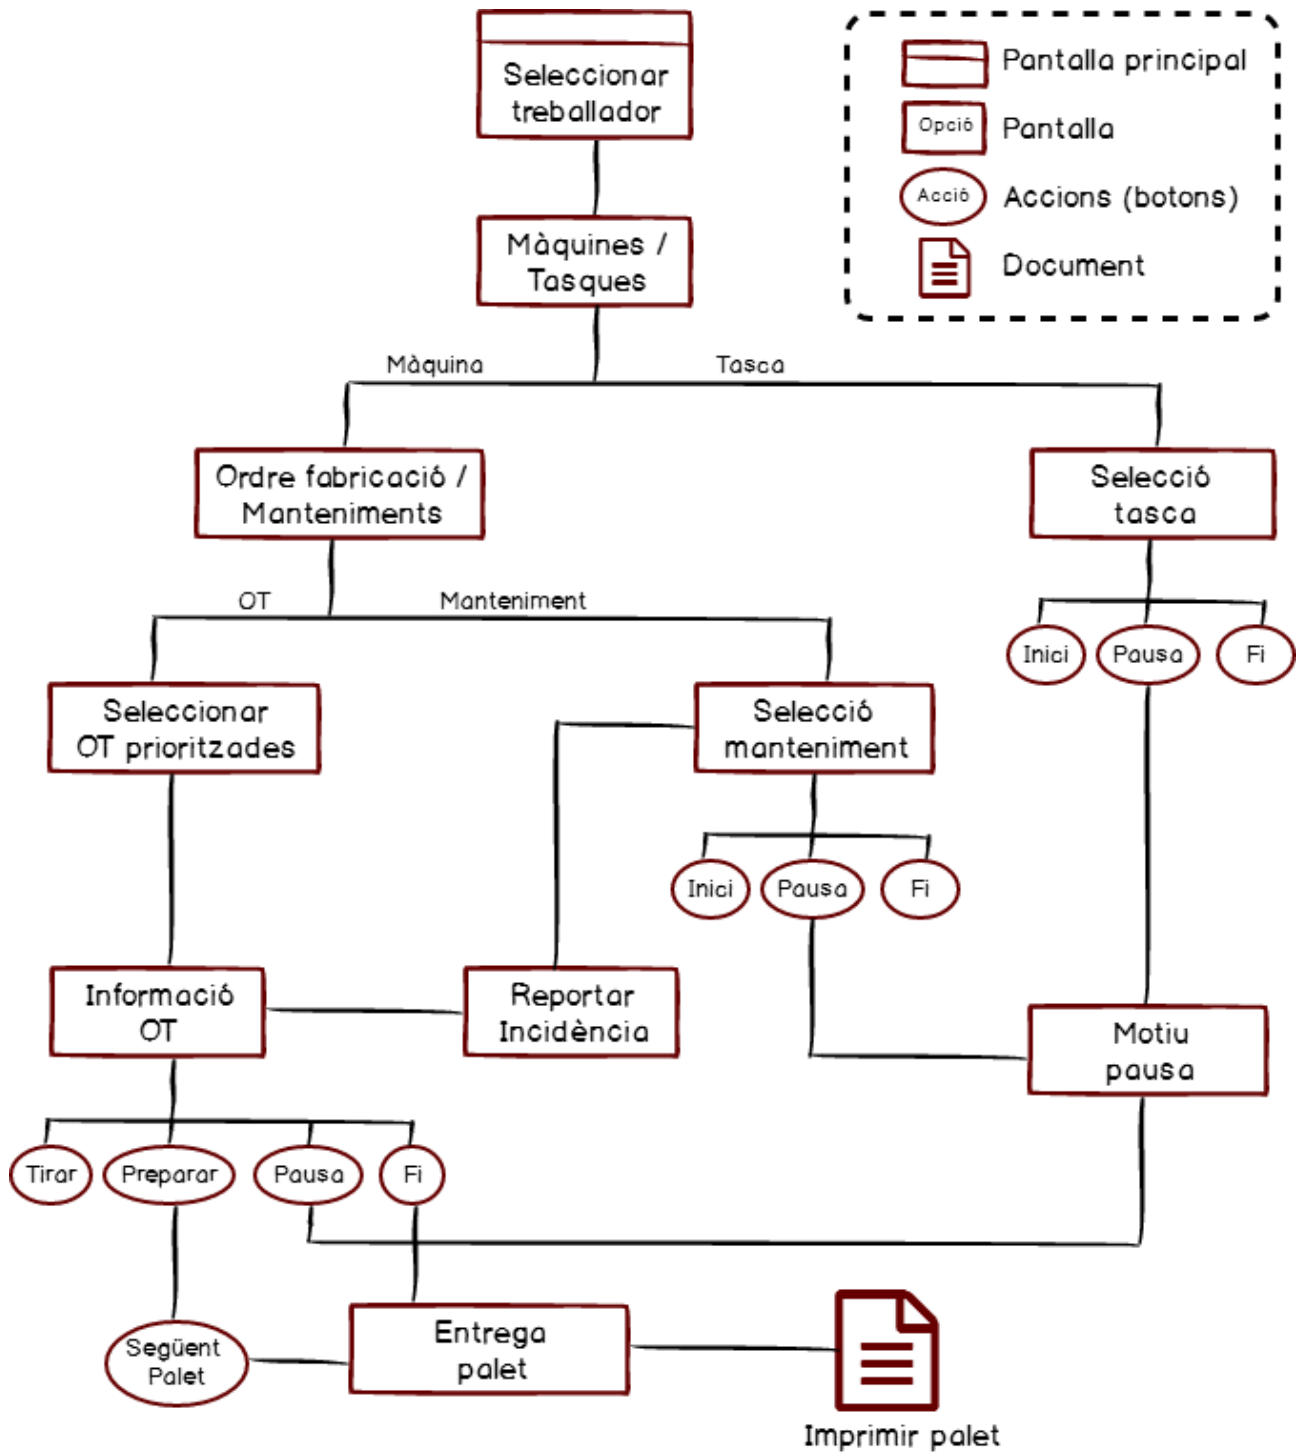 Seleccionar
treballador
Pantalla principal
Opció
Pantalla
Acció
Accions (botons)
Document
Màquines /
Tasques
Màquina
Tasca
Ordre fabricació /
Manteniments
Selecció
tasca
OT
Manteniment
Inici
Pausa
Fi
Seleccionar
OT prioritzades
Selecció
manteniment
Inici
Pausa
Fi
Informació
OT
Reportar
Incidència
Motiu
pausa
Tirar
Preparar
Pausa
Fi
Següent
Palet
Entrega
palet
Imprimir palet